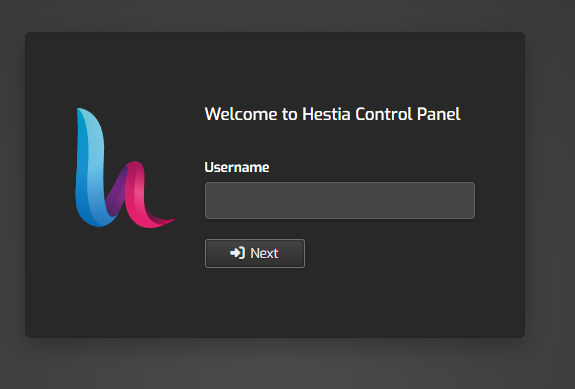 Welcome to Hestia Control Panel
Username
Next